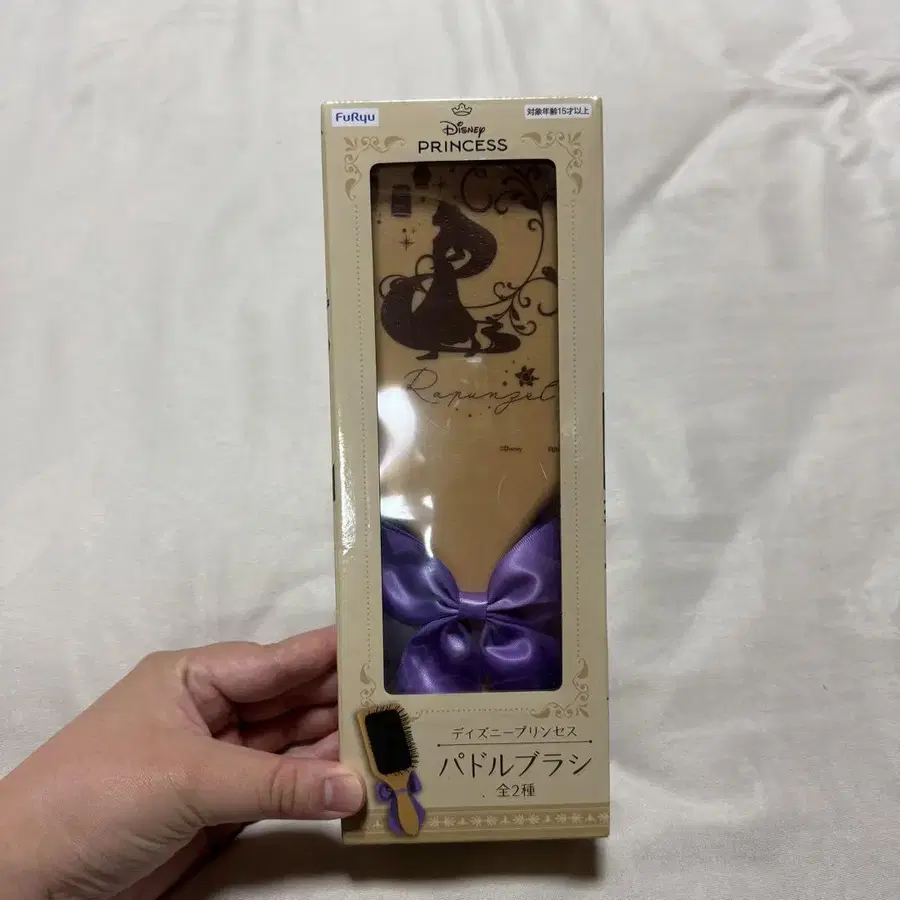 FuRyu
対象年齢15才以上
Disney
PRINCESS
Rapunzel
©Disney
ディズニープリンセス
パドルブラシ
全2種